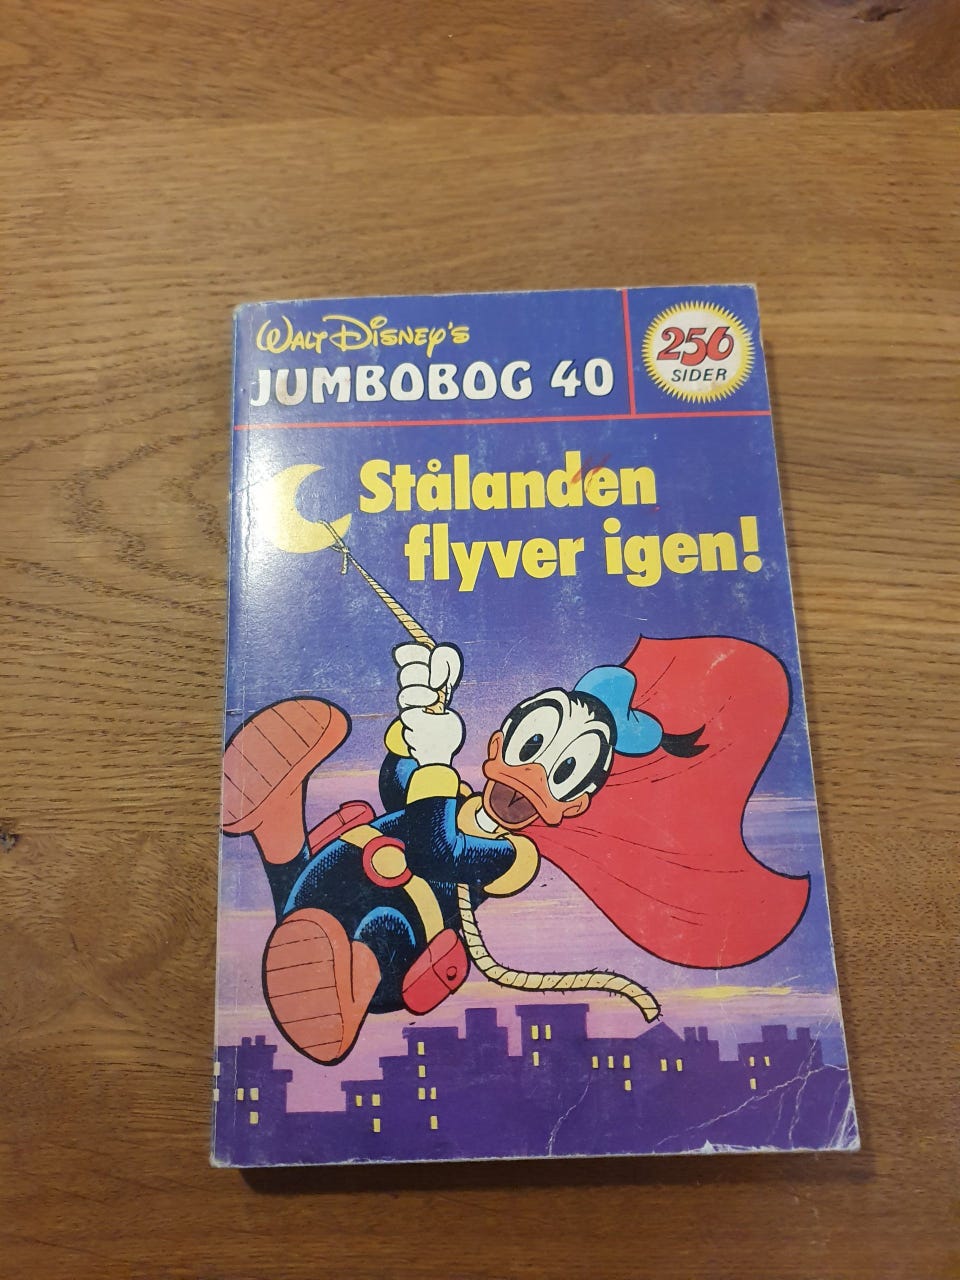 WALT DISNEY'S
JUMBOBOG 40
256
SIDER
Stålanden
flyver igen!